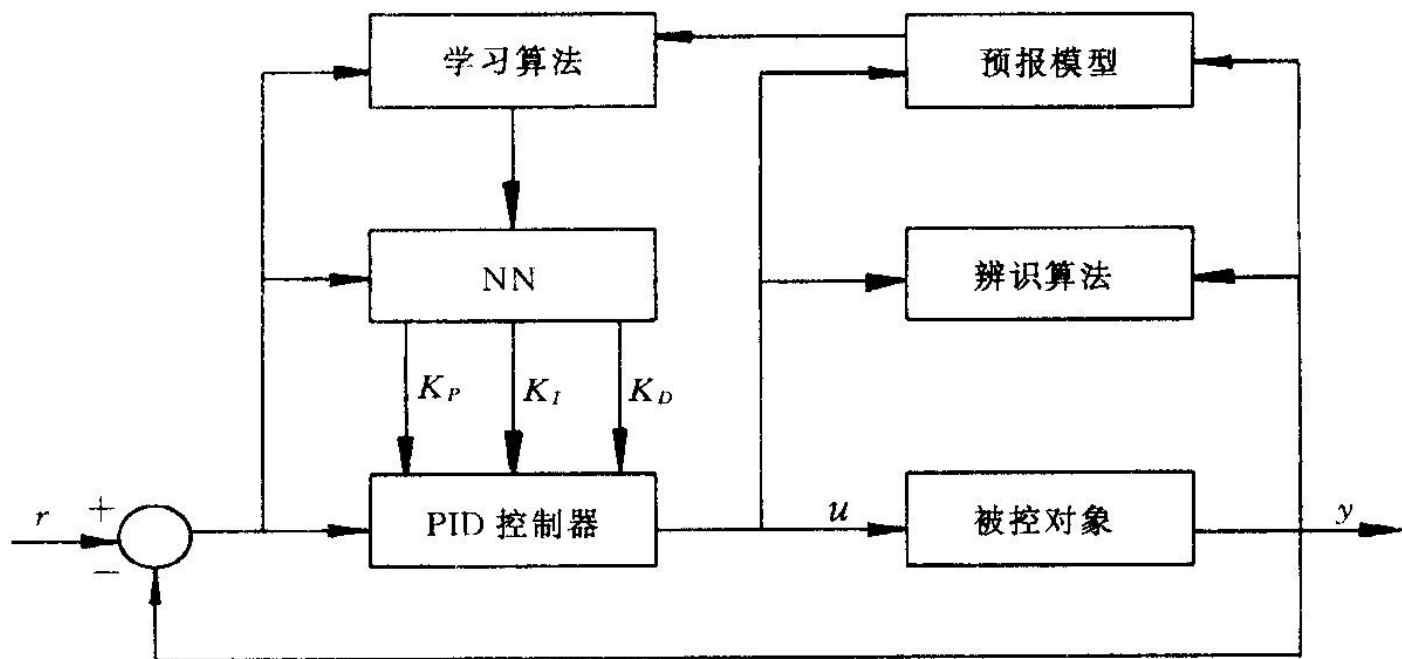 学习算法
预报模型
NN
辨识算法
K_P K_I K_D
r + −
PID 控制器
u
被控对象
y